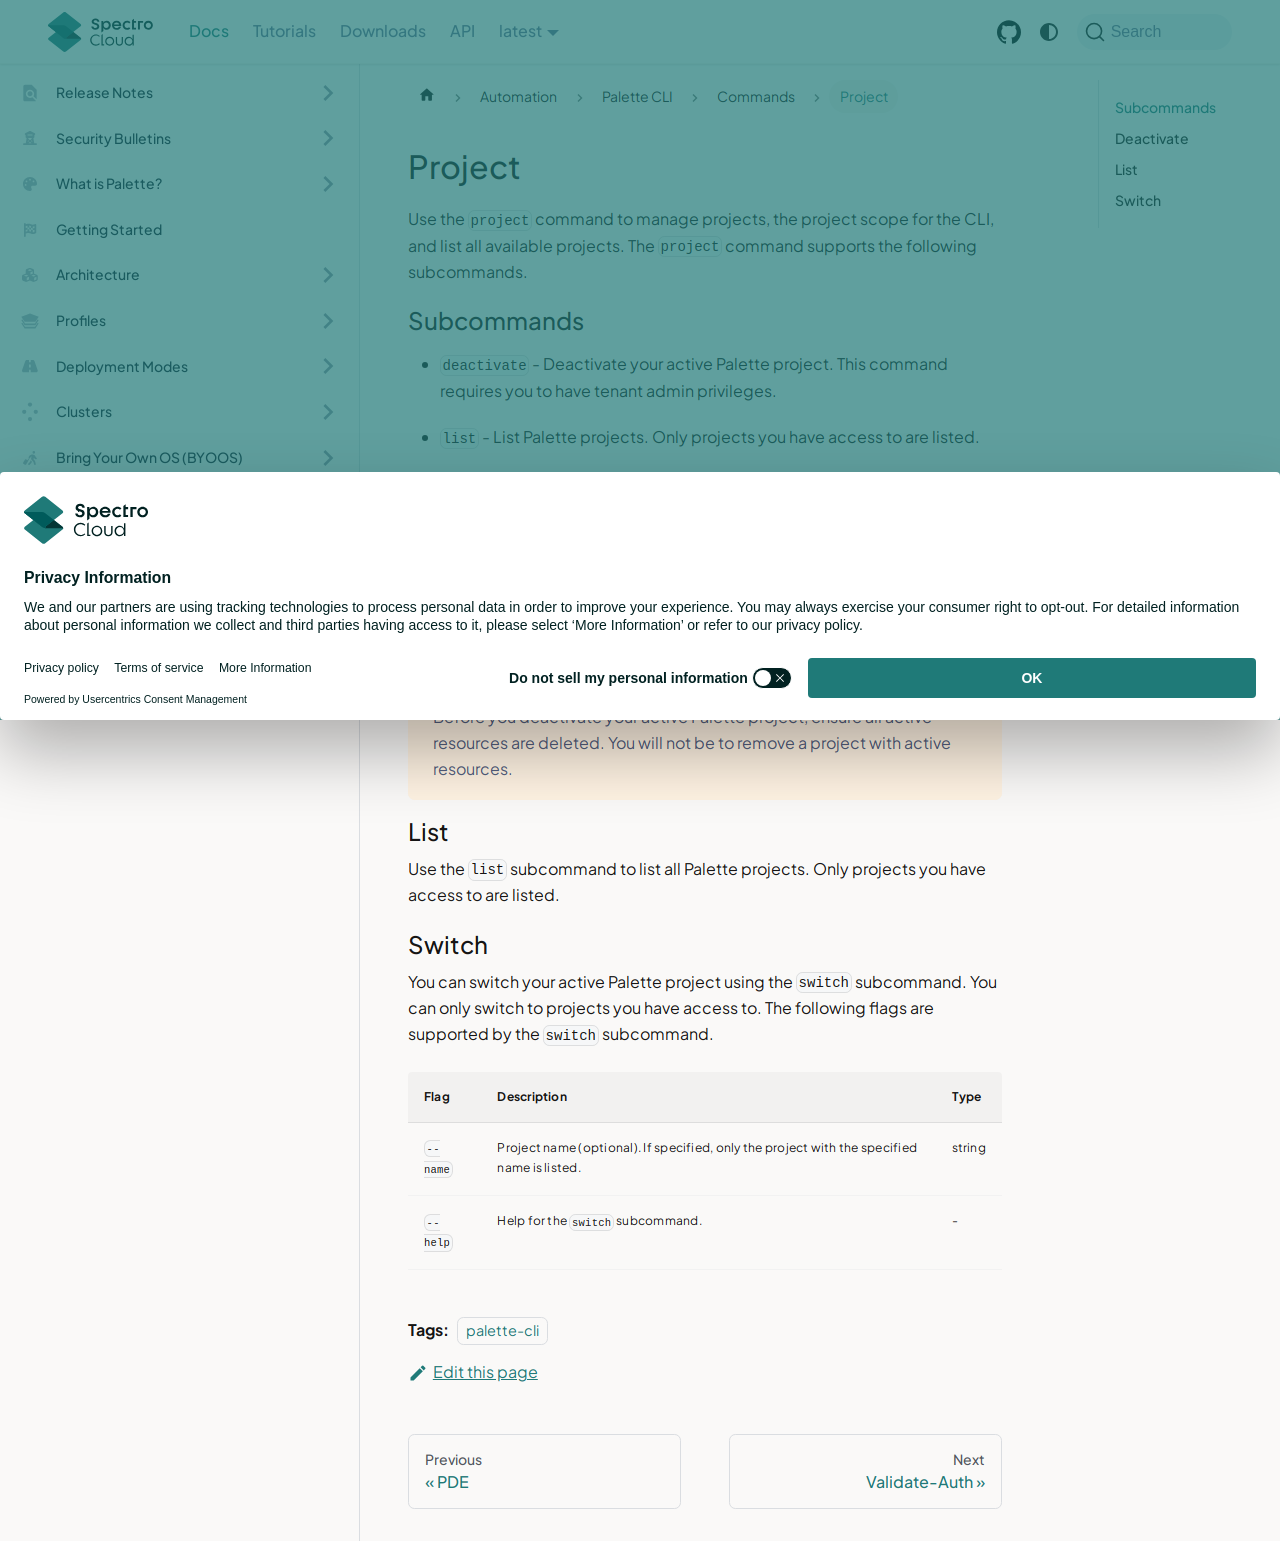 Spectro
Cloud
Docs
Tutorials
Downloads
API
latest
Search
Release Notes
Security Bulletins
What is Palette?
Getting Started
Architecture
Profiles
Deployment Modes
Clusters
Bring Your Own OS (BYOOS)
Automation
Palette CLI
Commands
Project
Subcommands
Deactivate
List
Switch
Project
Use the project command to manage projects, the project scope for the CLI,
and list all available projects. The project command supports the following
subcommands.
Subcommands
deactivate - Deactivate your active Palette project. This command
requires you to have tenant admin privileges.
list - List Palette projects. Only projects you have access to are listed.
Spectro
Cloud
Privacy Information
We and our partners are using tracking technologies to process personal data in order to improve your experience. You may always exercise your consumer right to opt-out. For detailed information
about personal information we collect and third parties having access to it, please select ‘More Information’ or refer to our privacy policy.
Privacy policy
Terms of service
More Information
Powered by Usercentrics Consent Management
Do not sell my personal information
OK
Before you deactivate your active Palette project, ensure all active
resources are deleted. You will not be to remove a project with active
resources.
List
Use the list subcommand to list all Palette projects. Only projects you have
access to are listed.
Switch
You can switch your active Palette project using the switch subcommand. You
can only switch to projects you have access to. The following flags are
supported by the switch subcommand.
Flag Description Type
--name Project name (optional). If specified, only the project with the specified string
name is listed.
--help Help for the switch subcommand. -
Tags: palette-cli
Edit this page
Previous
« PDE
Next
Validate-Auth »